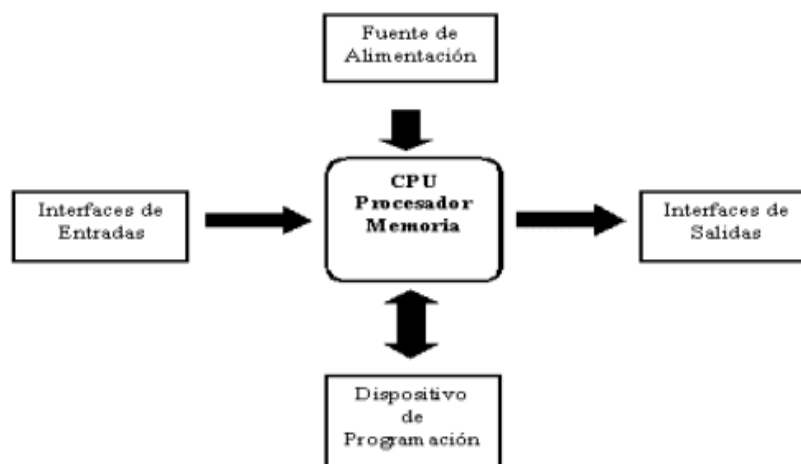 Fuente de
Alimentación
CPU
Procesador
Memoria
Interfaces de
Entradas
Interfaces de
Salidas
Dispositivo
de
Programación